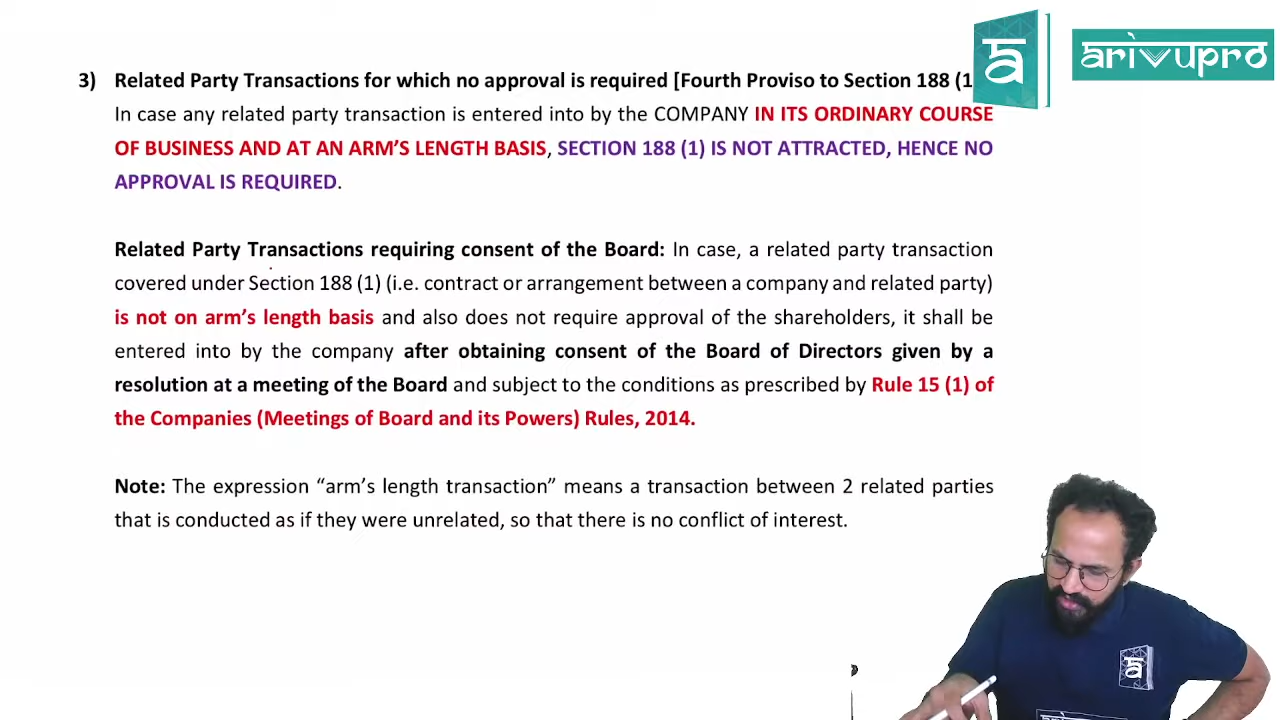 3) Related Party Transactions for which no approval is required [Fourth Proviso to Section 188 (1
In case any related party transaction is entered into by the COMPANY IN ITS ORDINARY COURSE
OF BUSINESS AND AT AN ARM’S LENGTH BASIS, SECTION 188 (1) IS NOT ATTRACTED, HENCE NO
APPROVAL IS REQUIRED.
Related Party Transactions requiring consent of the Board: In case, a related party transaction
covered under Section 188 (1) (i.e. contract or arrangement between a company and related party)
is not on arm’s length basis and also does not require approval of the shareholders, it shall be
entered into by the company after obtaining consent of the Board of Directors given by a
resolution at a meeting of the Board and subject to the conditions as prescribed by Rule 15 (1) of
the Companies (Meetings of Board and its Powers) Rules, 2014.
Note: The expression “arm’s length transaction” means a transaction between 2 related parties
that is conducted as if they were unrelated, so that there is no conflict of interest.
ā
arivupro
ā